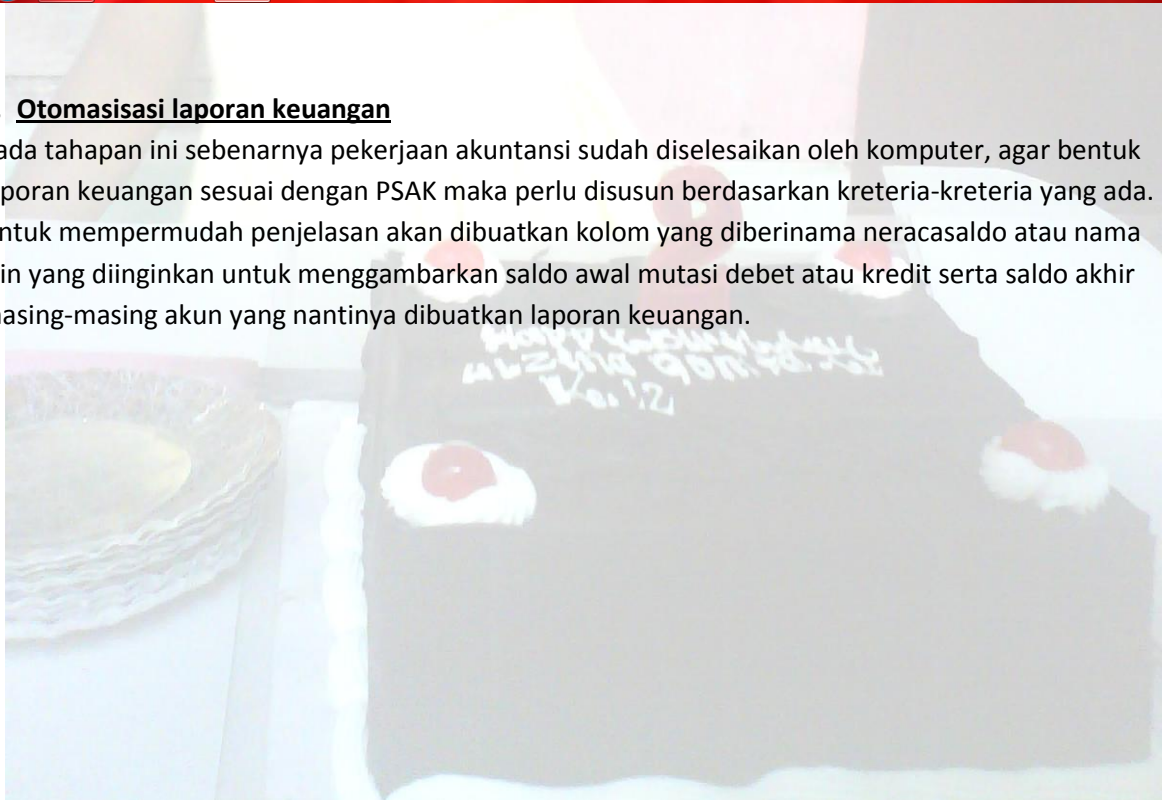 . Otomasisasi laporan keuangan
ada tahapan ini sebenarnya pekerjaan akuntansi sudah diselesaikan oleh komputer, agar bentuk
poran keuangan sesuai dengan PSAK maka perlu disusun berdasarkan kreteria-kreteria yang ada.
ntuk mempermudah penjelasan akan dibuatkan kolom yang diberinama neracasaldo atau nama
in yang diinginkan untuk menggambarkan saldo awal mutasi debet atau kredit serta saldo akhir
asing-masing akun yang nantinya dibuatkan laporan keuangan.
Happy